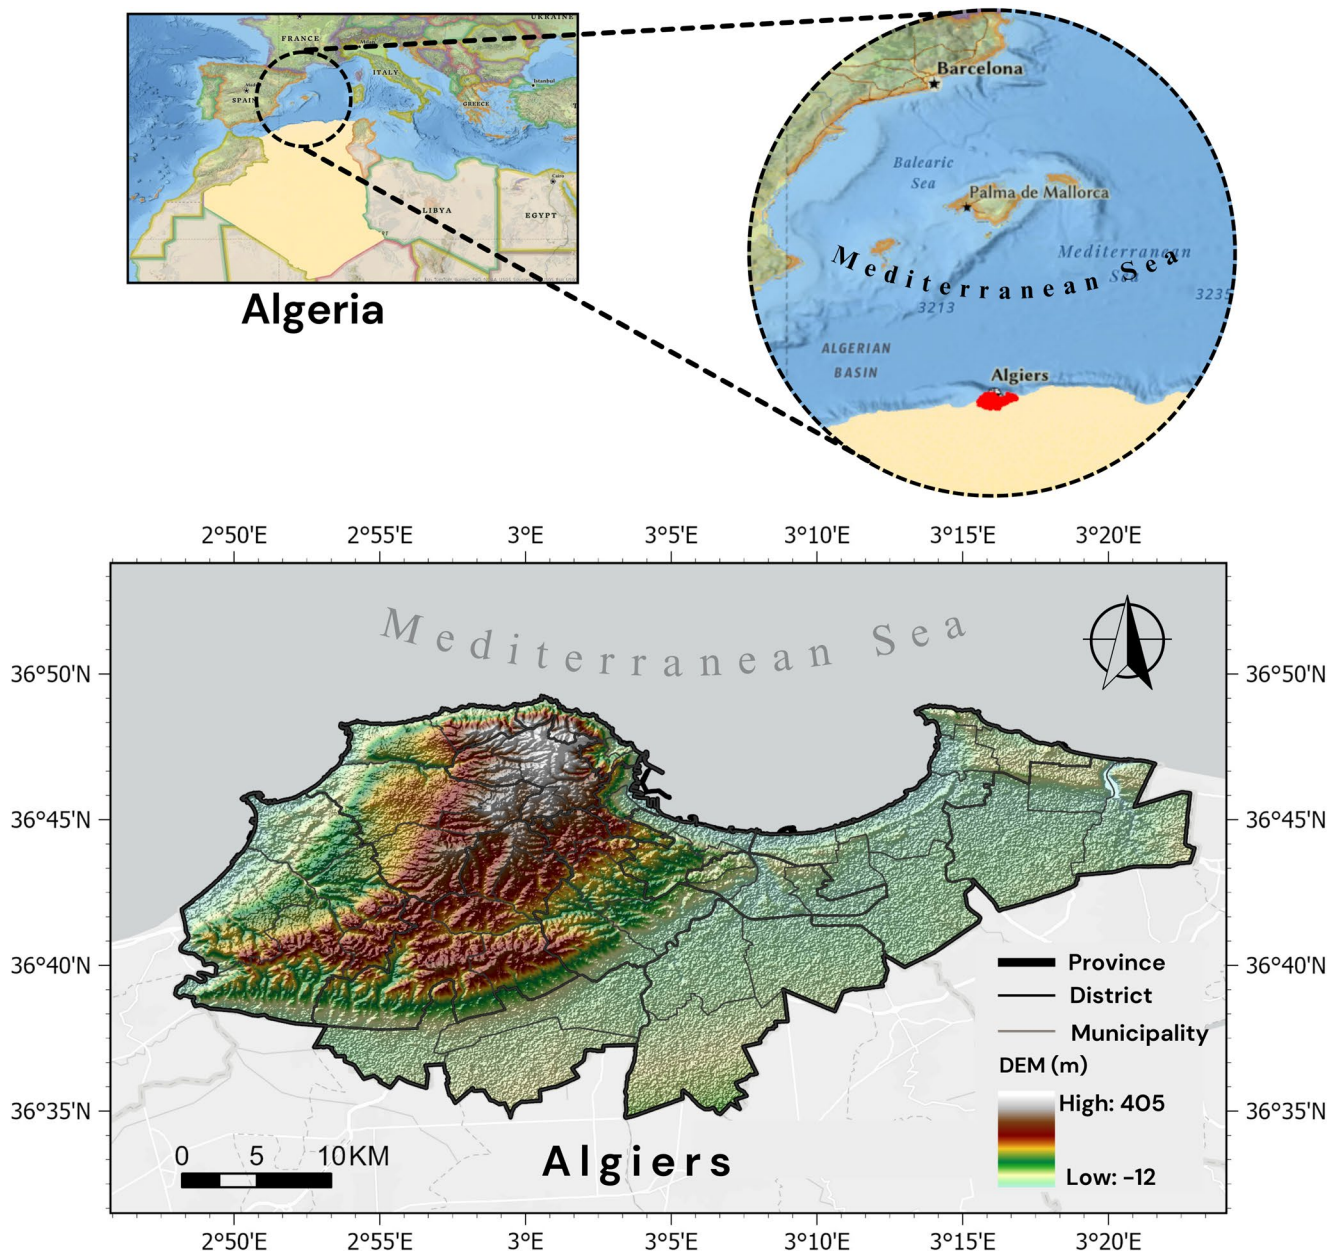 UKRAINE
FRANCE
ITALY
Istanbul
SPAIN
GREECE
Cairo
LIBYA
EGYPT
Algeria
Barcelona
Balearic
Sea
Palma de Mallorca
Mediterranean
Sea
Mediterranean Sea
3213
3235
ALGERIAN
BASIN
Algiers
2°50'E 2°55'E 3°E 3°5'E 3°10'E 3°15'E 3°20'E
Mediterranean Sea
36°50'N 36°50'N
36°45'N 36°45'N
36°40'N 36°40'N
Province
District
Municipality
DEM (m)
High: 405
36°35'N 36°35'N
Low: -12
0 5 10 KM
Algiers
2°50'E 2°55'E 3°E 3°5'E 3°10'E 3°15'E 3°20'E